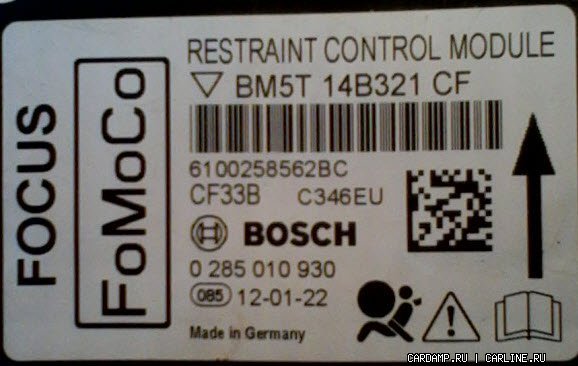 FOCUS
FoMoCo
RESTRAINT CONTROL MODULE
BM5T 14B321 CF
6100258562BC
CF33B C346EU
BOSCH
0 285 010 930
085 12-01-22
Made in Germany
CARDAMP.RU | CARLINE.RU